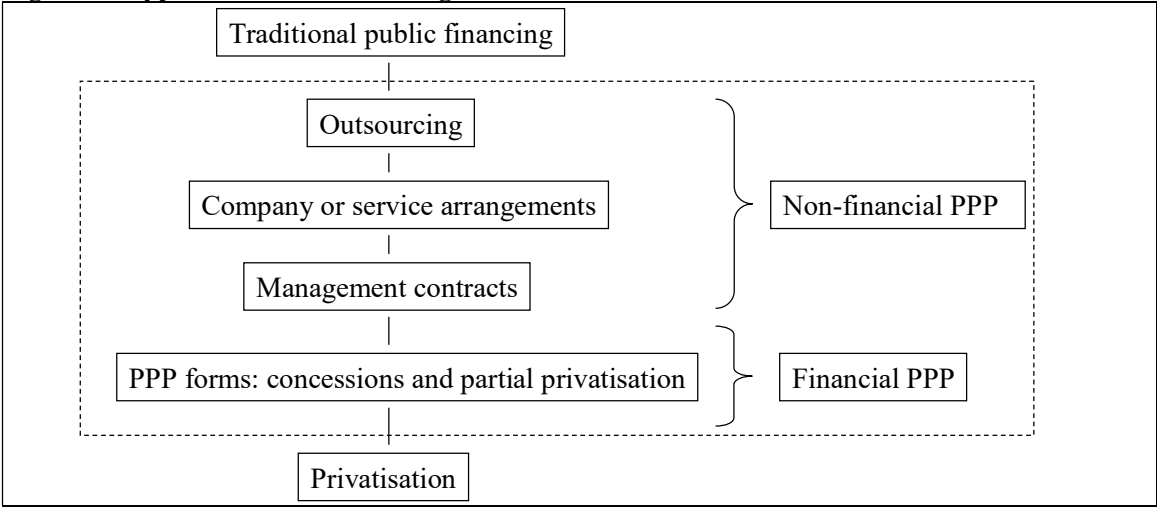 Traditional public financing
Outsourcing
Company or service arrangements
Non-financial PPP
Management contracts
PPP forms: concessions and partial privatisation
Financial PPP
Privatisation